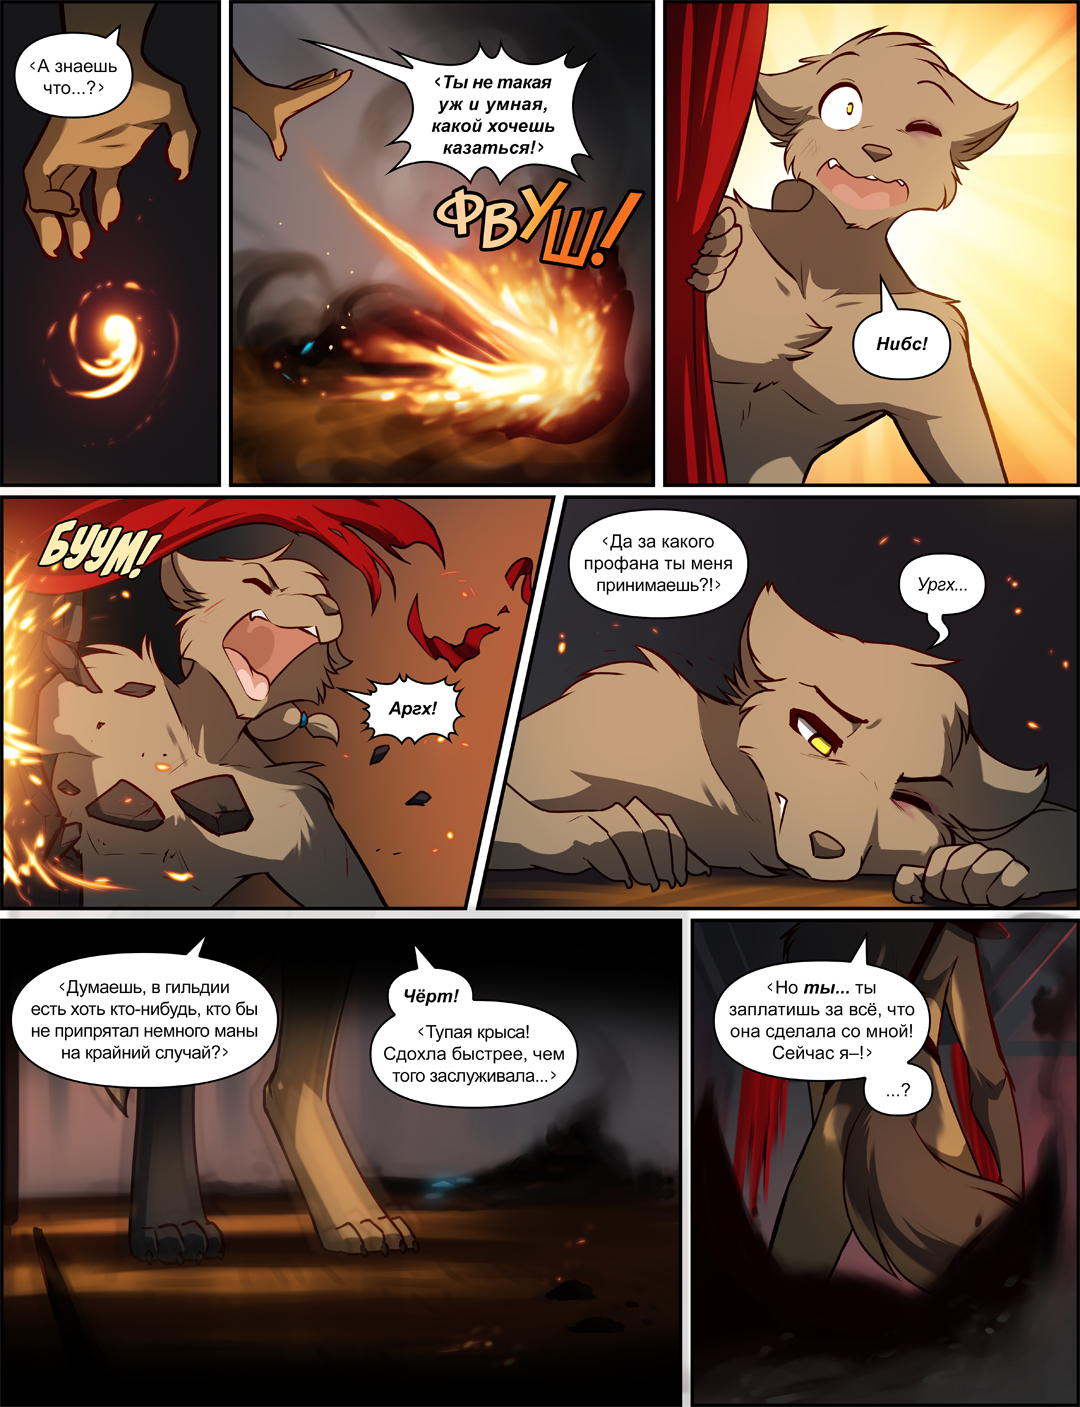 ‹А знаешь
что...?›
‹Ты не такая
уж и умная,
какой хочешь
казаться!›
ФВУШ!
Нибс!
БУУМ!
Аргх!
‹Да за какого
профана ты меня
принимаешь?!›
Ургх...
‹Думаешь, в гильдии
есть хоть кто-нибудь, кто бы
не припрятал немного маны
на крайний случай?›
Чёрт!
‹Тупая крыса!
Сдохла быстрее, чем
того заслуживала...›
‹Но ты... ты
заплатишь за всё, что
она сделала со мной!
Сейчас я–!›
...?